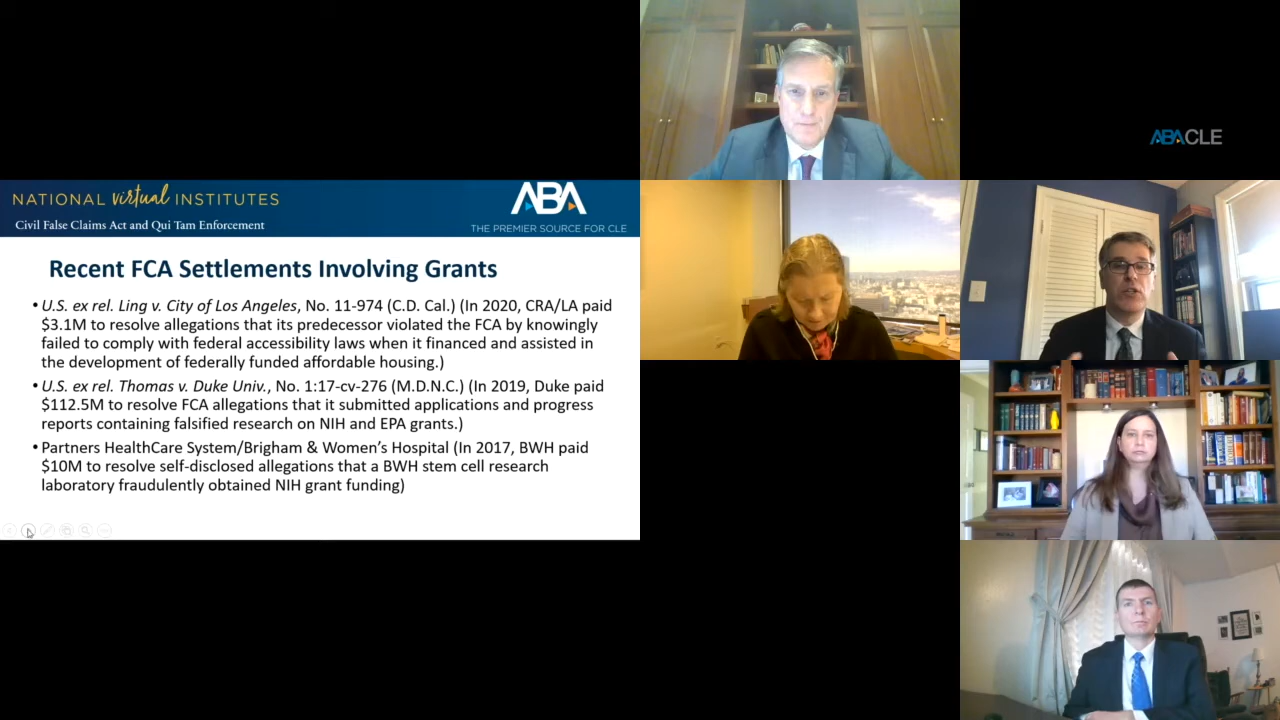 NATIONAL virtual INSTITUTES
Civil False Claims Act and Qui Tam Enforcement
ABA
THE PREMIER SOURCE FOR CLE
ABACLE
Recent FCA Settlements Involving Grants
• U.S. ex rel. Ling v. City of Los Angeles, No. 11-974 (C.D. Cal.) (In 2020, CRA/LA paid
$3.1M to resolve allegations that its predecessor violated the FCA by knowingly
failed to comply with federal accessibility laws when it financed and assisted in
the development of federally funded affordable housing.)
• U.S. ex rel. Thomas v. Duke Univ., No. 1:17-cv-276 (M.D.N.C.) (In 2019, Duke paid
$112.5M to resolve FCA allegations that it submitted applications and progress
reports containing falsified research on NIH and EPA grants.)
• Partners HealthCare System/Brigham & Women's Hospital (In 2017, BWH paid
$10M to resolve self-disclosed allegations that a BWH stem cell research
laboratory fraudulently obtained NIH grant funding)